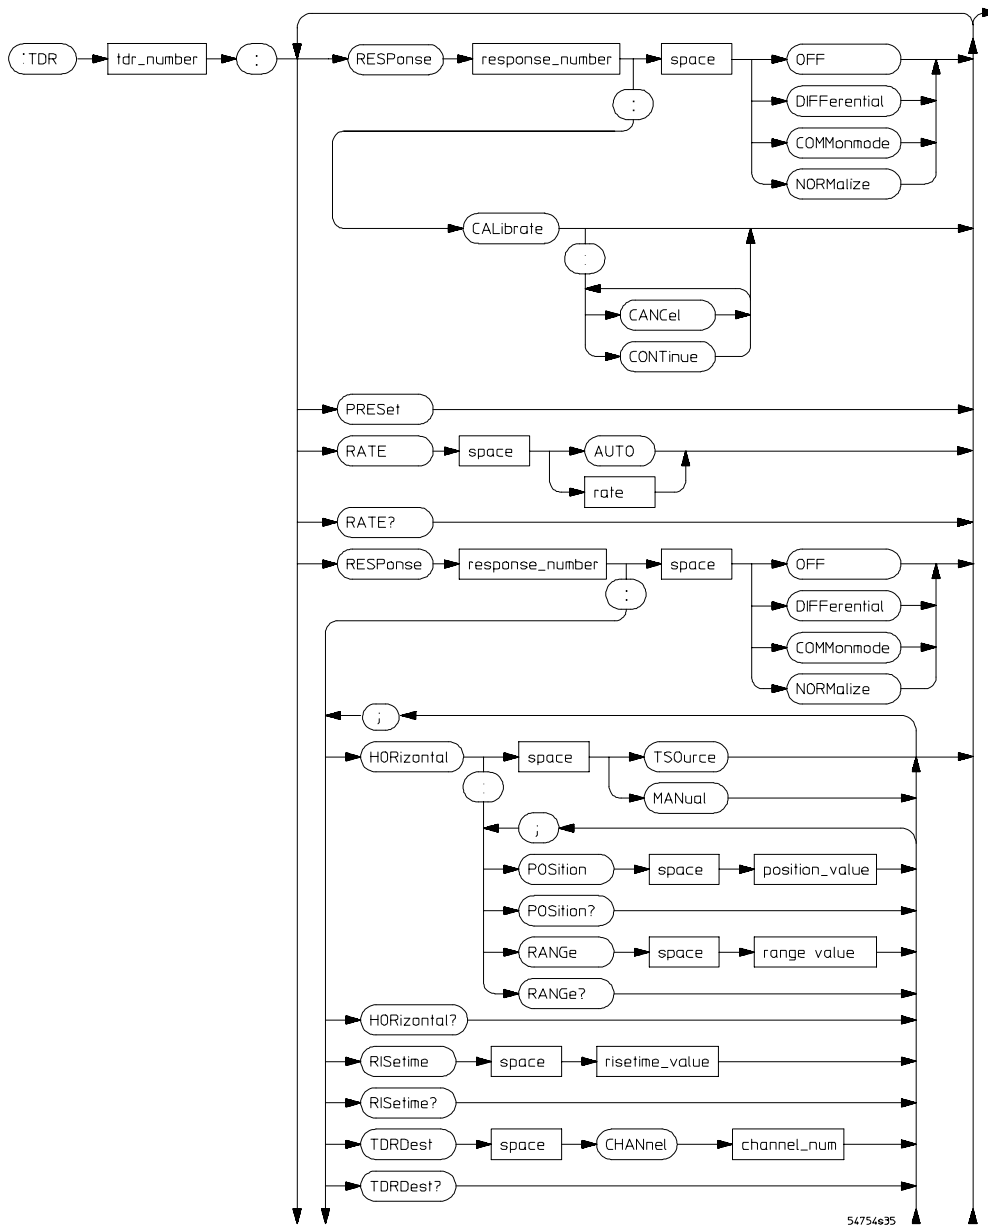 :TDR tdr_number : RESPonse response_number space OFF
: DIFFerential
COMMonmode
NORMalize
CALibrate
:
CANCel
CONTinue
PRESet
RATE space AUTO
rate
RATE?
RESPonse response_number space OFF
: DIFFerential
COMMonmode
NORMalize
;
HORizontal space TSOurce
: MANual
;
POSition space position_value
POSition?
RANGe space range value
RANGe?
HORizontal?
RISetime space risetime_value
RISetime?
TDRDest space CHANnel channel_num
TDRDest?
54754s35